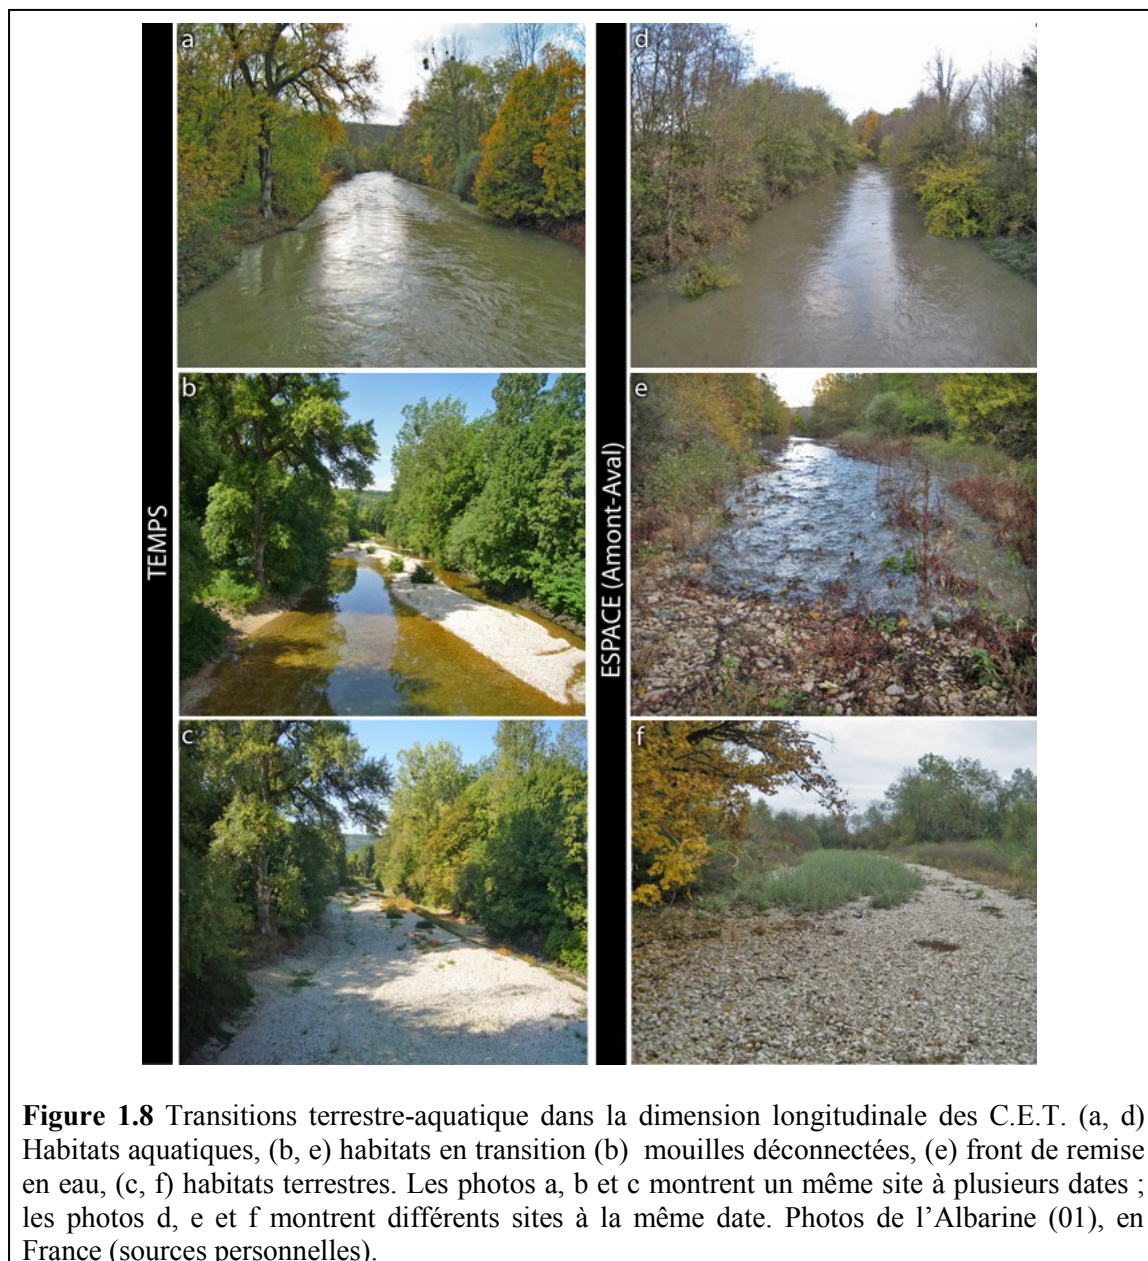 a
d
b
e
c
f
TEMPS
ESPACE (Amont-Aval)
Figure 1.8 Transitions terrestre-aquatique dans la dimension longitudinale des C.E.T. (a, d)
Habitats aquatiques, (b, e) habitats en transition (b) mouilles déconnectées, (e) front de remise
en eau, (c, f) habitats terrestres. Les photos a, b et c montrent un même site à plusieurs dates ;
les photos d, e et f montrent différents sites à la même date. Photos de l’Albarine (01), en
France (sources personnelles).